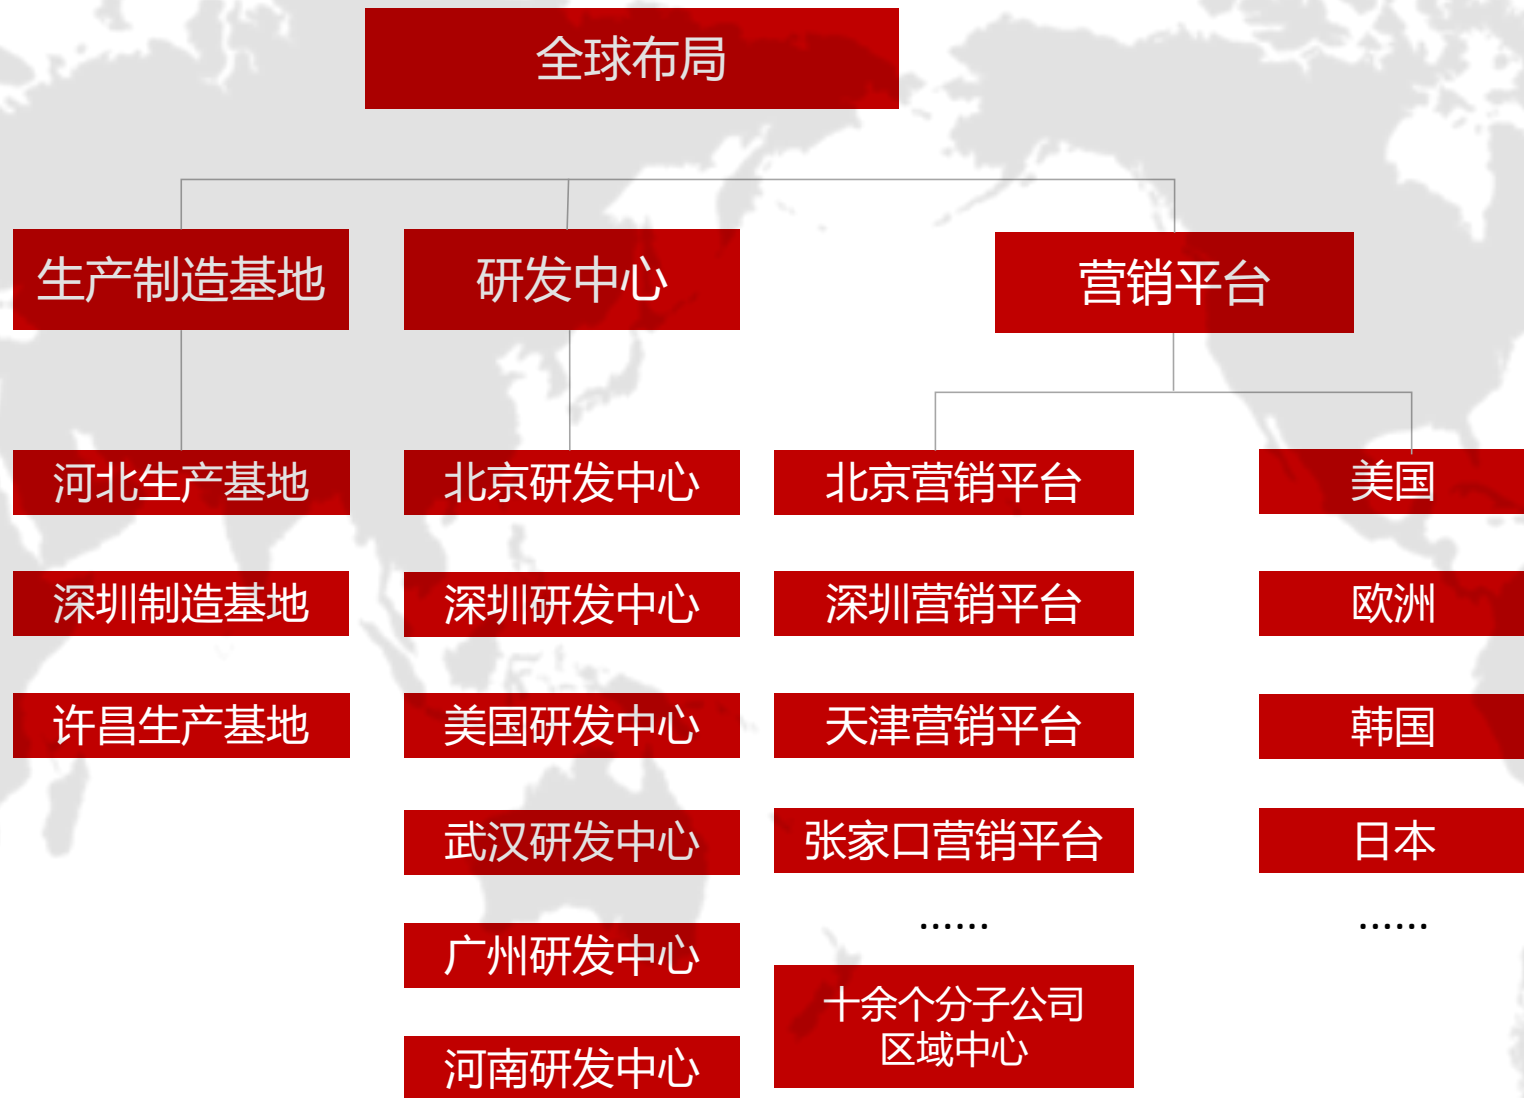 全球布局
生产制造基地
研发中心
营销平台
河北生产基地
北京研发中心
北京营销平台
美国
深圳制造基地
深圳研发中心
深圳营销平台
欧洲
许昌生产基地
美国研发中心
天津营销平台
韩国
武汉研发中心
张家口营销平台
日本
广州研发中心
......
......
河南研发中心
十余个分子公司
区域中心